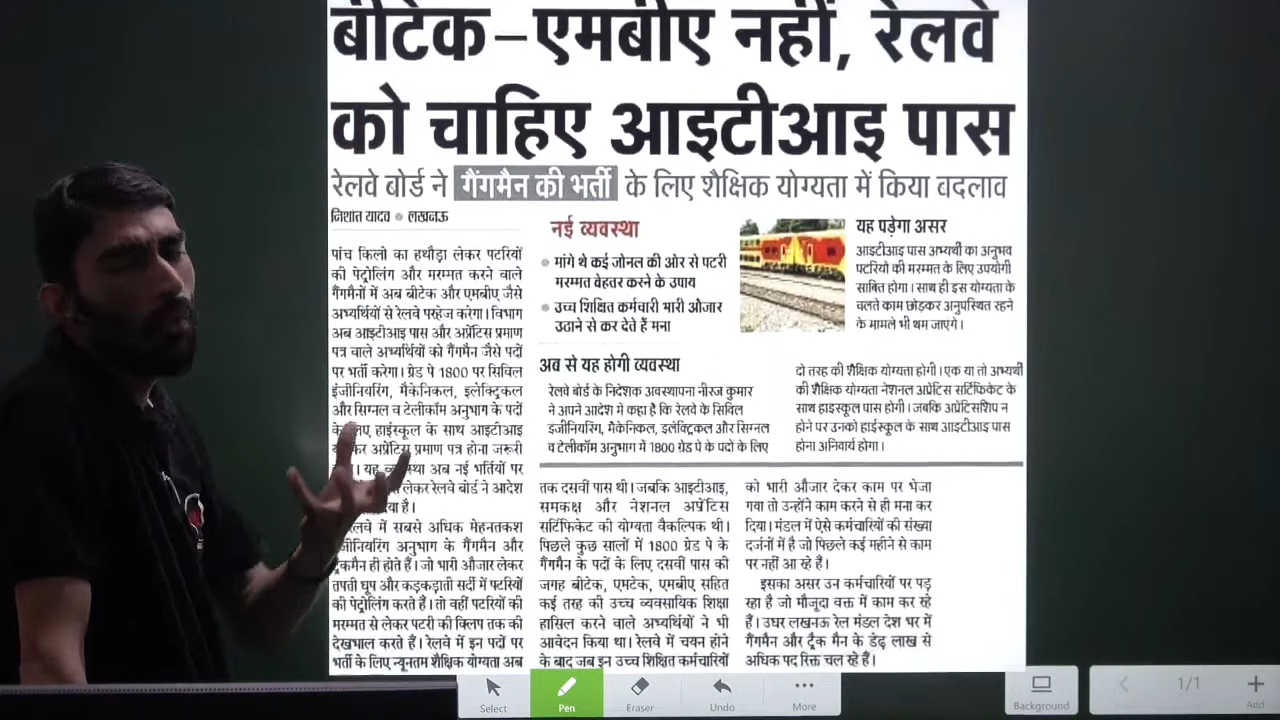 बीटेक–एमबीए नहीं, रेलवे
को चाहिए आइटीआइ पास
रेलवे बोर्ड ने गैंगमैन की भर्ती के लिए शैक्षिक योग्यता में किया बदलाव
निशांत यादव ● लखनऊ
पांच किलो का हथौड़ा लेकर पटरियों
की पेट्रोलिंग और मरम्मत करने वाले
गैंगमैनों में अब बीटेक और एमबीए जैसे
अभ्यर्थियों से रेलवे परहेज करेगा। विभाग
अब आइटीआइ पास और अप्रेंटिस प्रमाण
पत्र वाले अभ्यर्थियों को गैंगमैन जैसे पदों
पर भर्ती करेगा। ग्रेड पे 1800 पर सिविल
इंजीनियरिंग, मैकेनिकल, इलेक्ट्रिकल
और सिग्नल व टेलीकॉम अनुभाग के पदों
हाईस्कूल के साथ आइटीआइ
अप्रेंटिस प्रमाण पत्र होना जरूरी
यह अब नई भर्तियों पर
लेकर रेलवे बोर्ड ने आदेश
है।
में सबसे अधिक मेहनतकश
अनुभाग के गैंगमैन और
ही होते हैं। जो भारी औजार लेकर
तपती धूप और कड़कड़ाती सर्दी में पटरियों
की पेट्रोलिंग करते हैं। तो वहीं पटरियों की
मरम्मत से लेकर पटरी की क्लिप तक की
देखभाल करते हैं। रेलवे में इन पदों पर
भर्ती के लिए न्यूनतम शैक्षिक योग्यता अब
नई व्यवस्था
● मांगे थे कई जोनल की ओर से पटरी
मरम्मत बेहतर करने के उपाय
● उच्च शिक्षित कर्मचारी भारी औजार
उठाने से कर देते हैं मना
यह पड़ेगा असर
आइटीआइ पास अभ्यर्थी का अनुभव
पटरियों की मरम्मत के लिए उपयोगी
साबित होगा। साथ ही इस योग्यता के
चलते काम छोड़कर अनुपस्थित रहने
के मामले भी थम जाएंगे।
अब से यह होगी व्यवस्था
रेलवे बोर्ड के निदेशक अवस्थापना नीरज कुमार
ने अपने आदेश में कहा है कि रेलवे के सिविल
इंजीनियरिंग, मैकेनिकल, इलेक्ट्रिकल और सिग्नल
व टेलीकॉम अनुभाग में 1800 ग्रेड पे के पदों के लिए
दो तरह की शैक्षिक योग्यता होगी। एक या तो अभ्यर्थी
की शैक्षिक योग्यता नेशनल अप्रेंटिस सर्टिफिकेट के
साथ हाइस्कूल पास होगी। जबकि अप्रेंटिसशिप न
होने पर उनको हाईस्कूल के साथ आइटीआइ पास
होना अनिवार्य होगा।
तक दसवीं पास थी। जबकि आइटीआइ,
समकक्ष और नेशनल अप्रेंटिस
सर्टिफिकेट की योग्यता वैकल्पिक थी।
पिछले कुछ सालों में 1800 ग्रेड पे के
गैंगमैन के पदों के लिए दसवीं पास की
जगह बीटेक, एमटेक, एमबीए सहित
कई तरह की उच्च व्यवसायिक शिक्षा
हासिल करने वाले अभ्यर्थियों ने भी
आवेदन किया था। रेलवे में चयन होने
के बाद जब इन उच्च शिक्षित कर्मचारियों
को भारी औजार देकर काम पर भेजा
गया तो उन्होंने काम करने से ही मना कर
दिया। मंडल में ऐसे कर्मचारियों की संख्या
दर्जनों में है जो पिछले कई महीने से काम
पर नहीं आ रहे हैं।
इसका असर उन कर्मचारियों पर पड़
रहा है जो मौजूदा वक्त में काम कर रहे
हैं। उधर लखनऊ रेल मंडल देश भर में
गैंगमैन और ट्रैक मैन के डेढ़ लाख से
अधिक पद रिक्त चल रहे हैं।
Select
Pen
Eraser
Undo
More
Background
1/1
Add